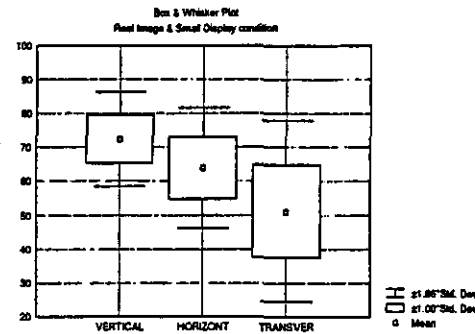 Box & Whisker Plot
Real Image & Small Display condition
100
90
80
70
60
50
40
30
20
VERTICAL
HORIZONT
TRANSVER
±1.96*Std. Dev
±1.00*Std. Dev
Mean